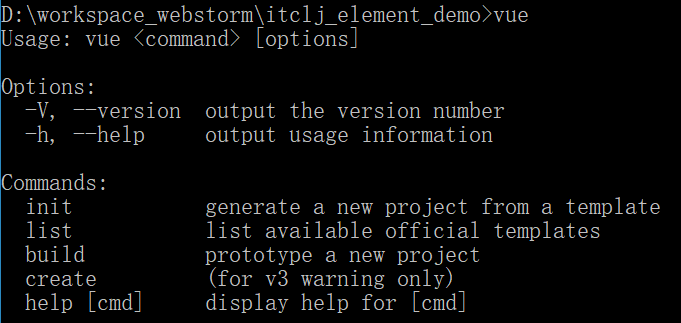 D:\workspace_webstorm\itclj_element_demo>vue
Usage: vue <command> [options]
Options:
-V, --version output the version number
-h, --help output usage information
Commands:
init generate a new project from a template
list list available official templates
build prototype a new project
create (for v3 warning only)
help [cmd] display help for [cmd]